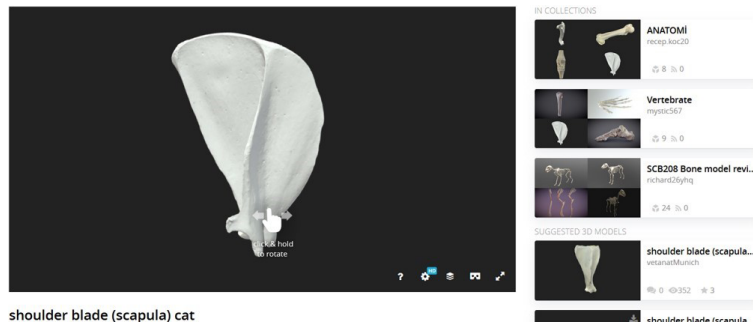 click & hold
to rotate
?
HD
shoulder blade (scapula) cat
IN COLLECTIONS
ANATOMİ
recep.koc20
8 0
Vertebrate
mystic567
9 0
SCB208 Bone model revi...
richard26yhq
24 0
SUGGESTED 3D MODELS
shoulder blade (scapula...
vetanatMunich
0 352 3
shoulder blade (scapula